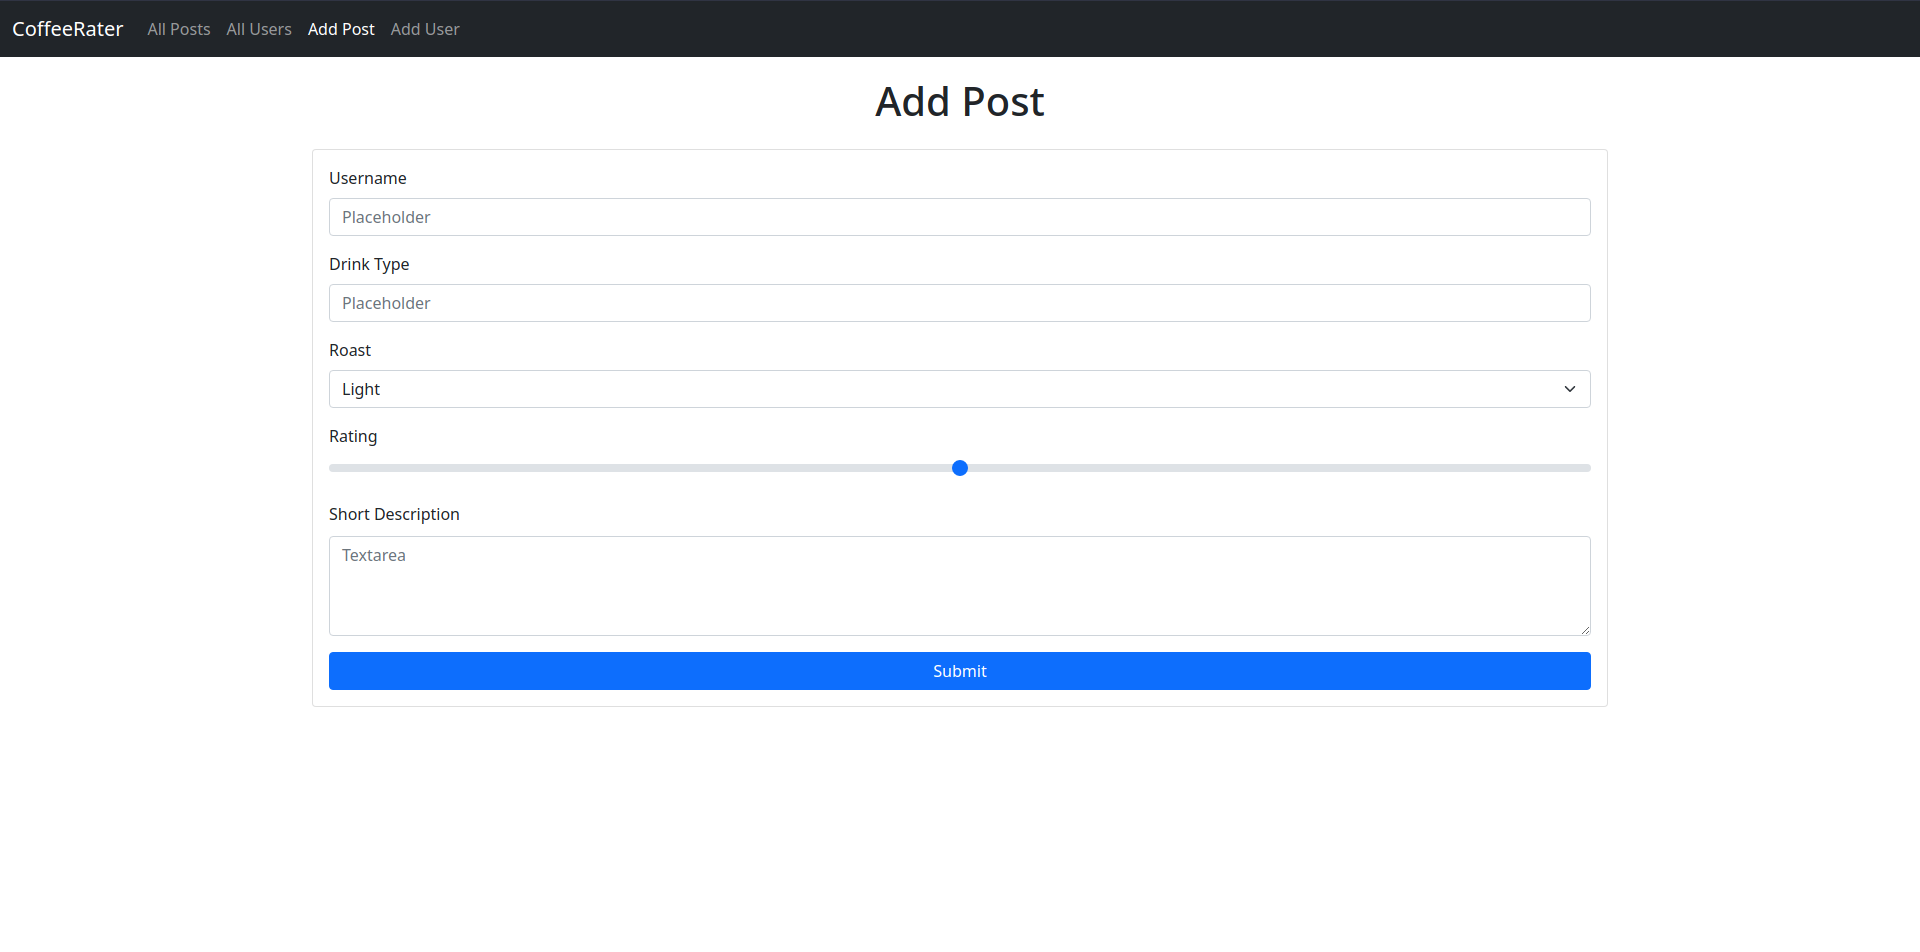 CoffeeRater All Posts All Users Add Post Add User
Add Post
Username
Placeholder
Drink Type
Placeholder
Roast
Light
Rating
Short Description
Textarea
Submit